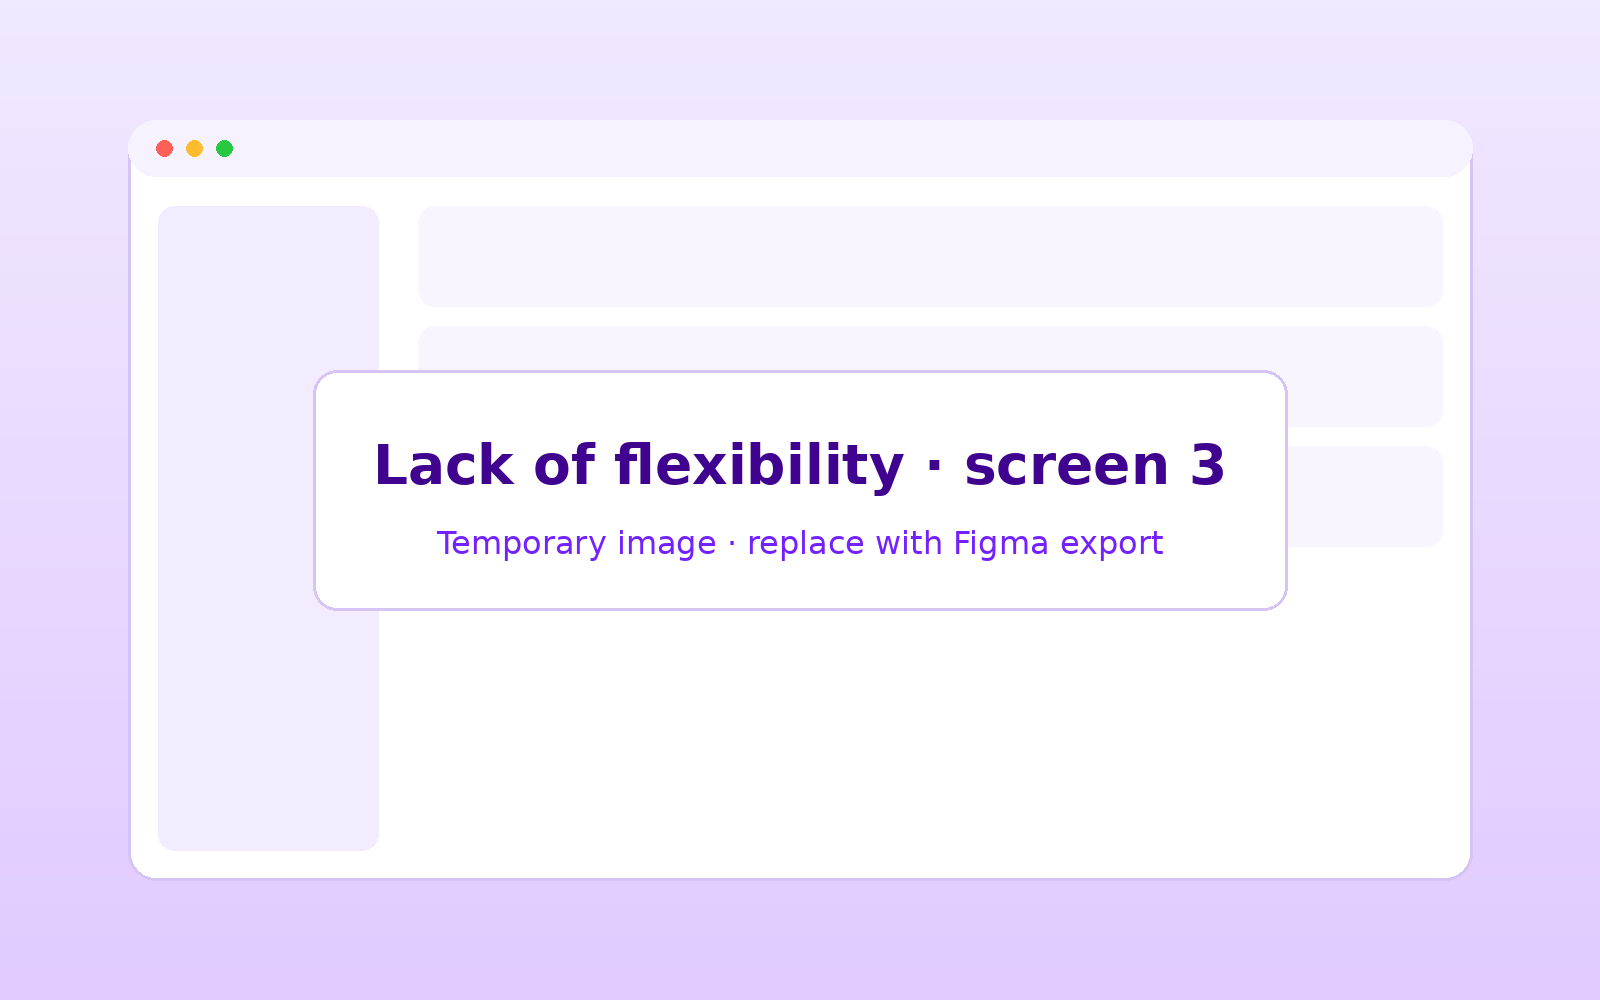 Lack of flexibility · screen 3
Temporary image · replace with Figma export